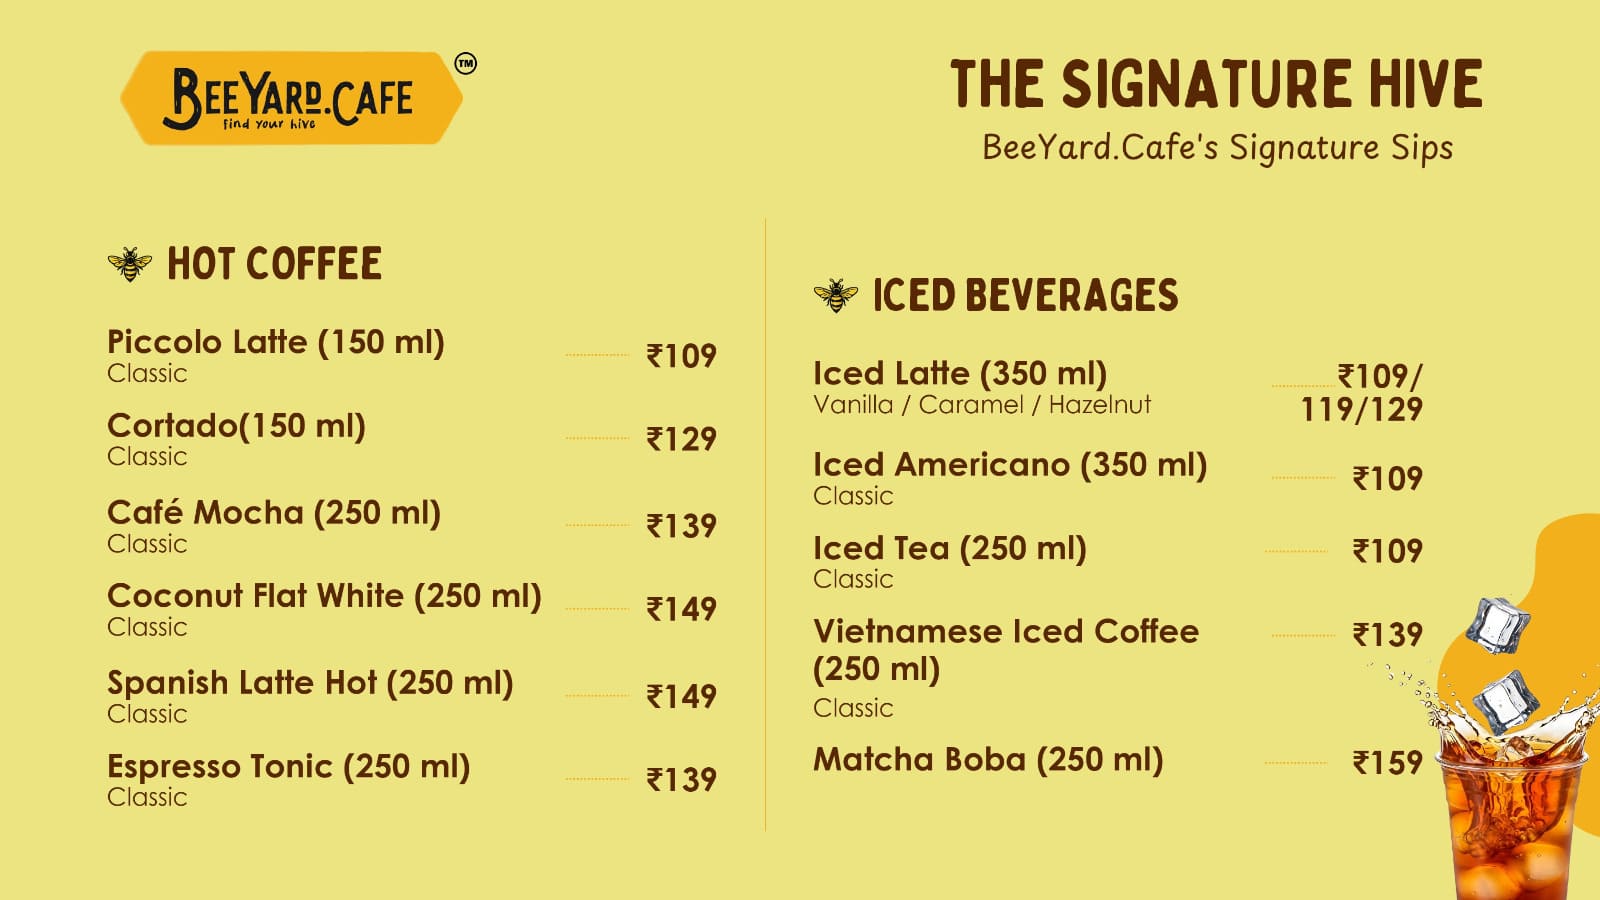 BEEYARD.CAFE
find your hive
TM
THE SIGNATURE HIVE
BeeYard.Cafe's Signature Sips
HOT COFFEE
Piccolo Latte (150 ml) ₹109
Classic
Cortado(150 ml) ₹129
Classic
Café Mocha (250 ml) ₹139
Classic
Coconut Flat White (250 ml) ₹149
Classic
Spanish Latte Hot (250 ml) ₹149
Classic
Espresso Tonic (250 ml) ₹139
Classic
ICED BEVERAGES
Iced Latte (350 ml) ₹109/
Vanilla / Caramel / Hazelnut 119/129
Iced Americano (350 ml) ₹109
Classic
Iced Tea (250 ml) ₹109
Classic
Vietnamese Iced Coffee ₹139
(250 ml)
Classic
Matcha Boba (250 ml) ₹159